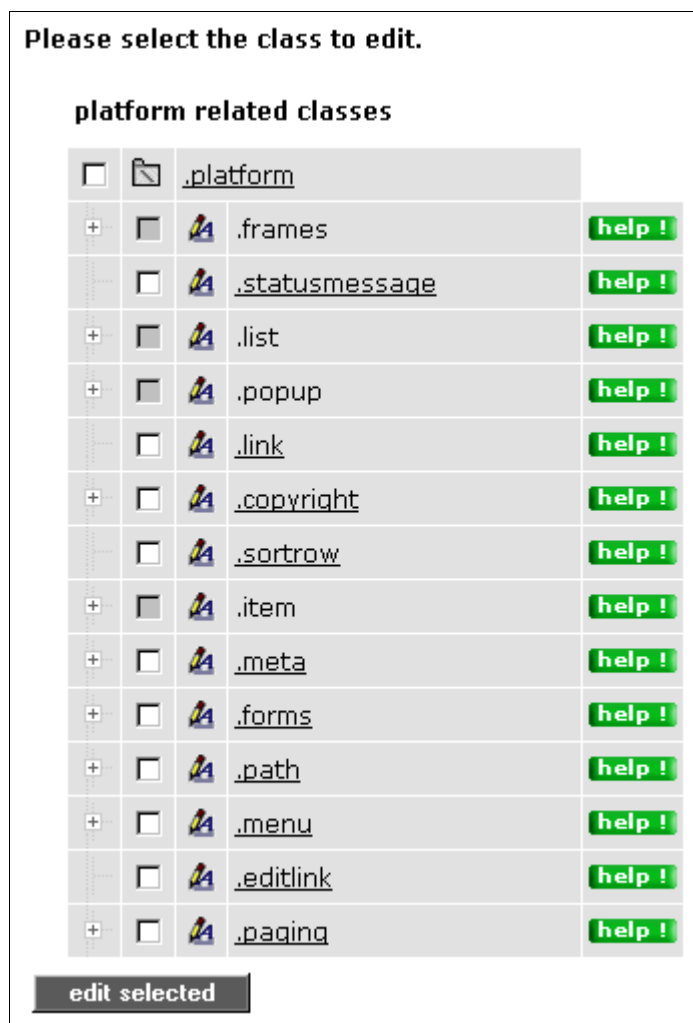 Please select the class to edit.
platform related classes
.platform
.frames help !
.statusmessage help !
.list help !
.popup help !
.link help !
.copyright help !
.sortrow help !
.item help !
.meta help !
.forms help !
.path help !
.menu help !
.editlink help !
.paging help !
edit selected